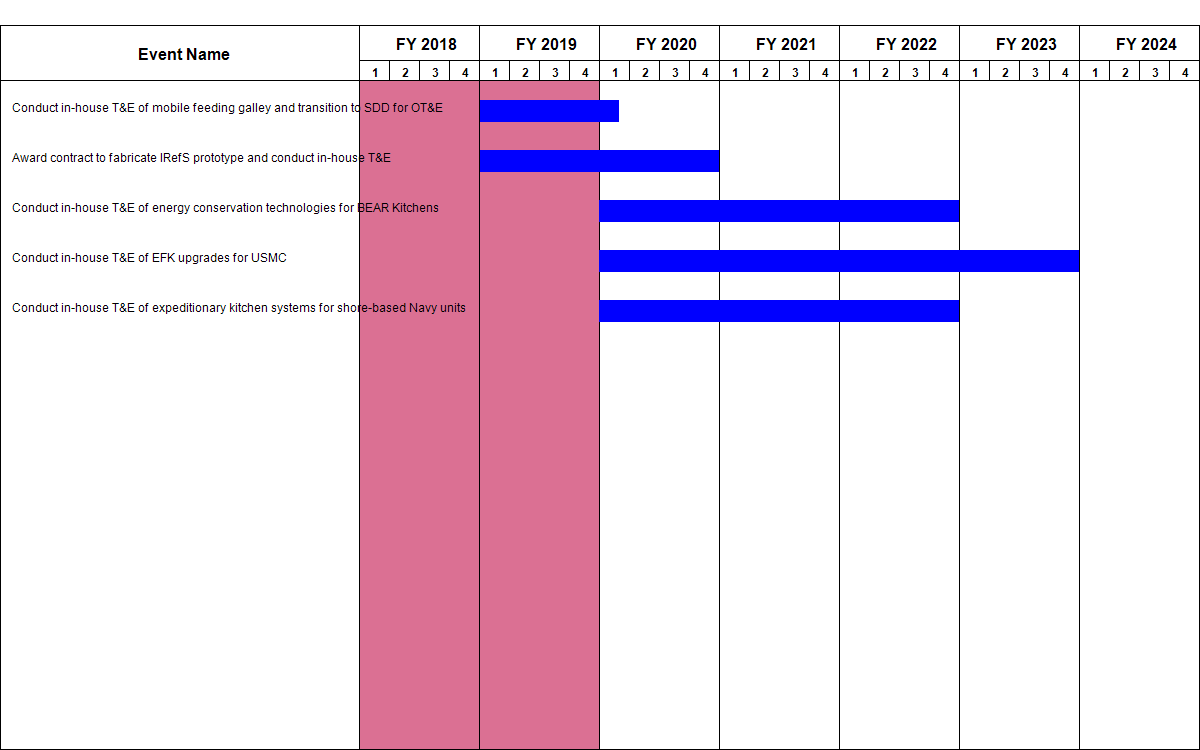 Event Name FY 2018 FY 2019 FY 2020 FY 2021 FY 2022 FY 2023 FY 2024
1 2 3 4 1 2 3 4 1 2 3 4 1 2 3 4 1 2 3 4 1 2 3 4 1 2 3 4
Conduct in-house T&E of mobile feeding galley and transition to SDD for OT&E
Award contract to fabricate IRefS prototype and conduct in-house T&E
Conduct in-house T&E of energy conservation technologies for BEAR Kitchens
Conduct in-house T&E of EFK upgrades for USMC
Conduct in-house T&E of expeditionary kitchen systems for shore-based Navy units